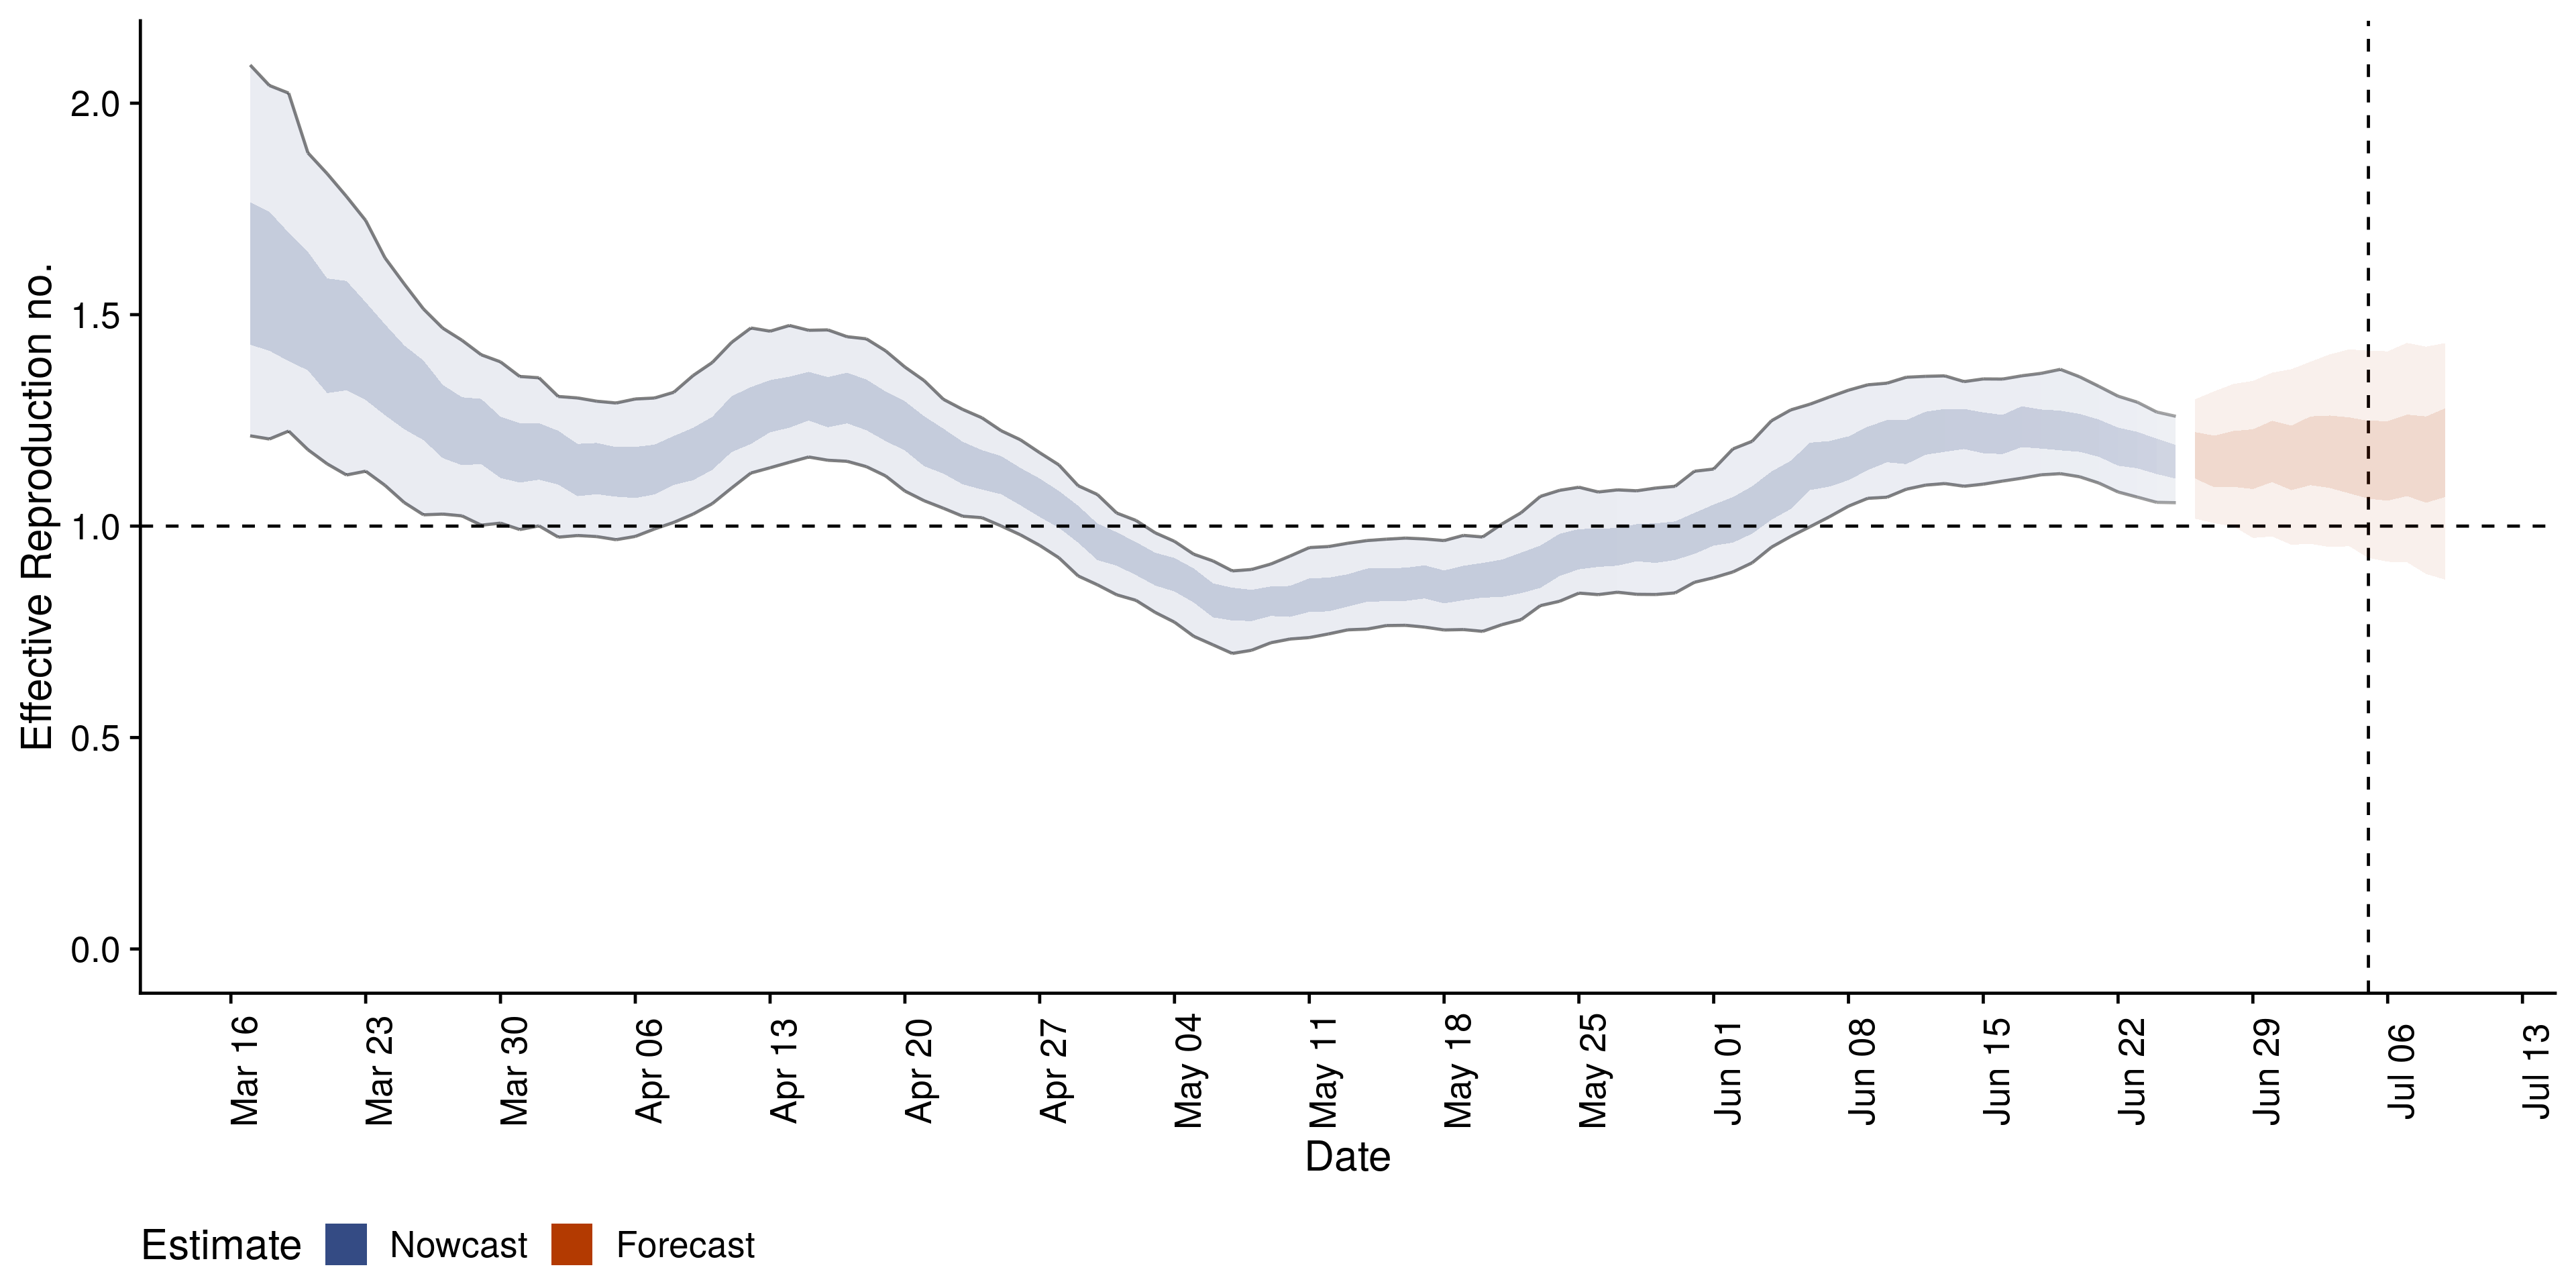 Effective Reproduction no.
2.0
1.5
1.0
0.5
0.0
Mar 16
Mar 23
Mar 30
Apr 06
Apr 13
Apr 20
Apr 27
May 04
May 11
May 18
May 25
Jun 01
Jun 08
Jun 15
Jun 22
Jun 29
Jul 06
Jul 13
Date
Estimate Nowcast Forecast